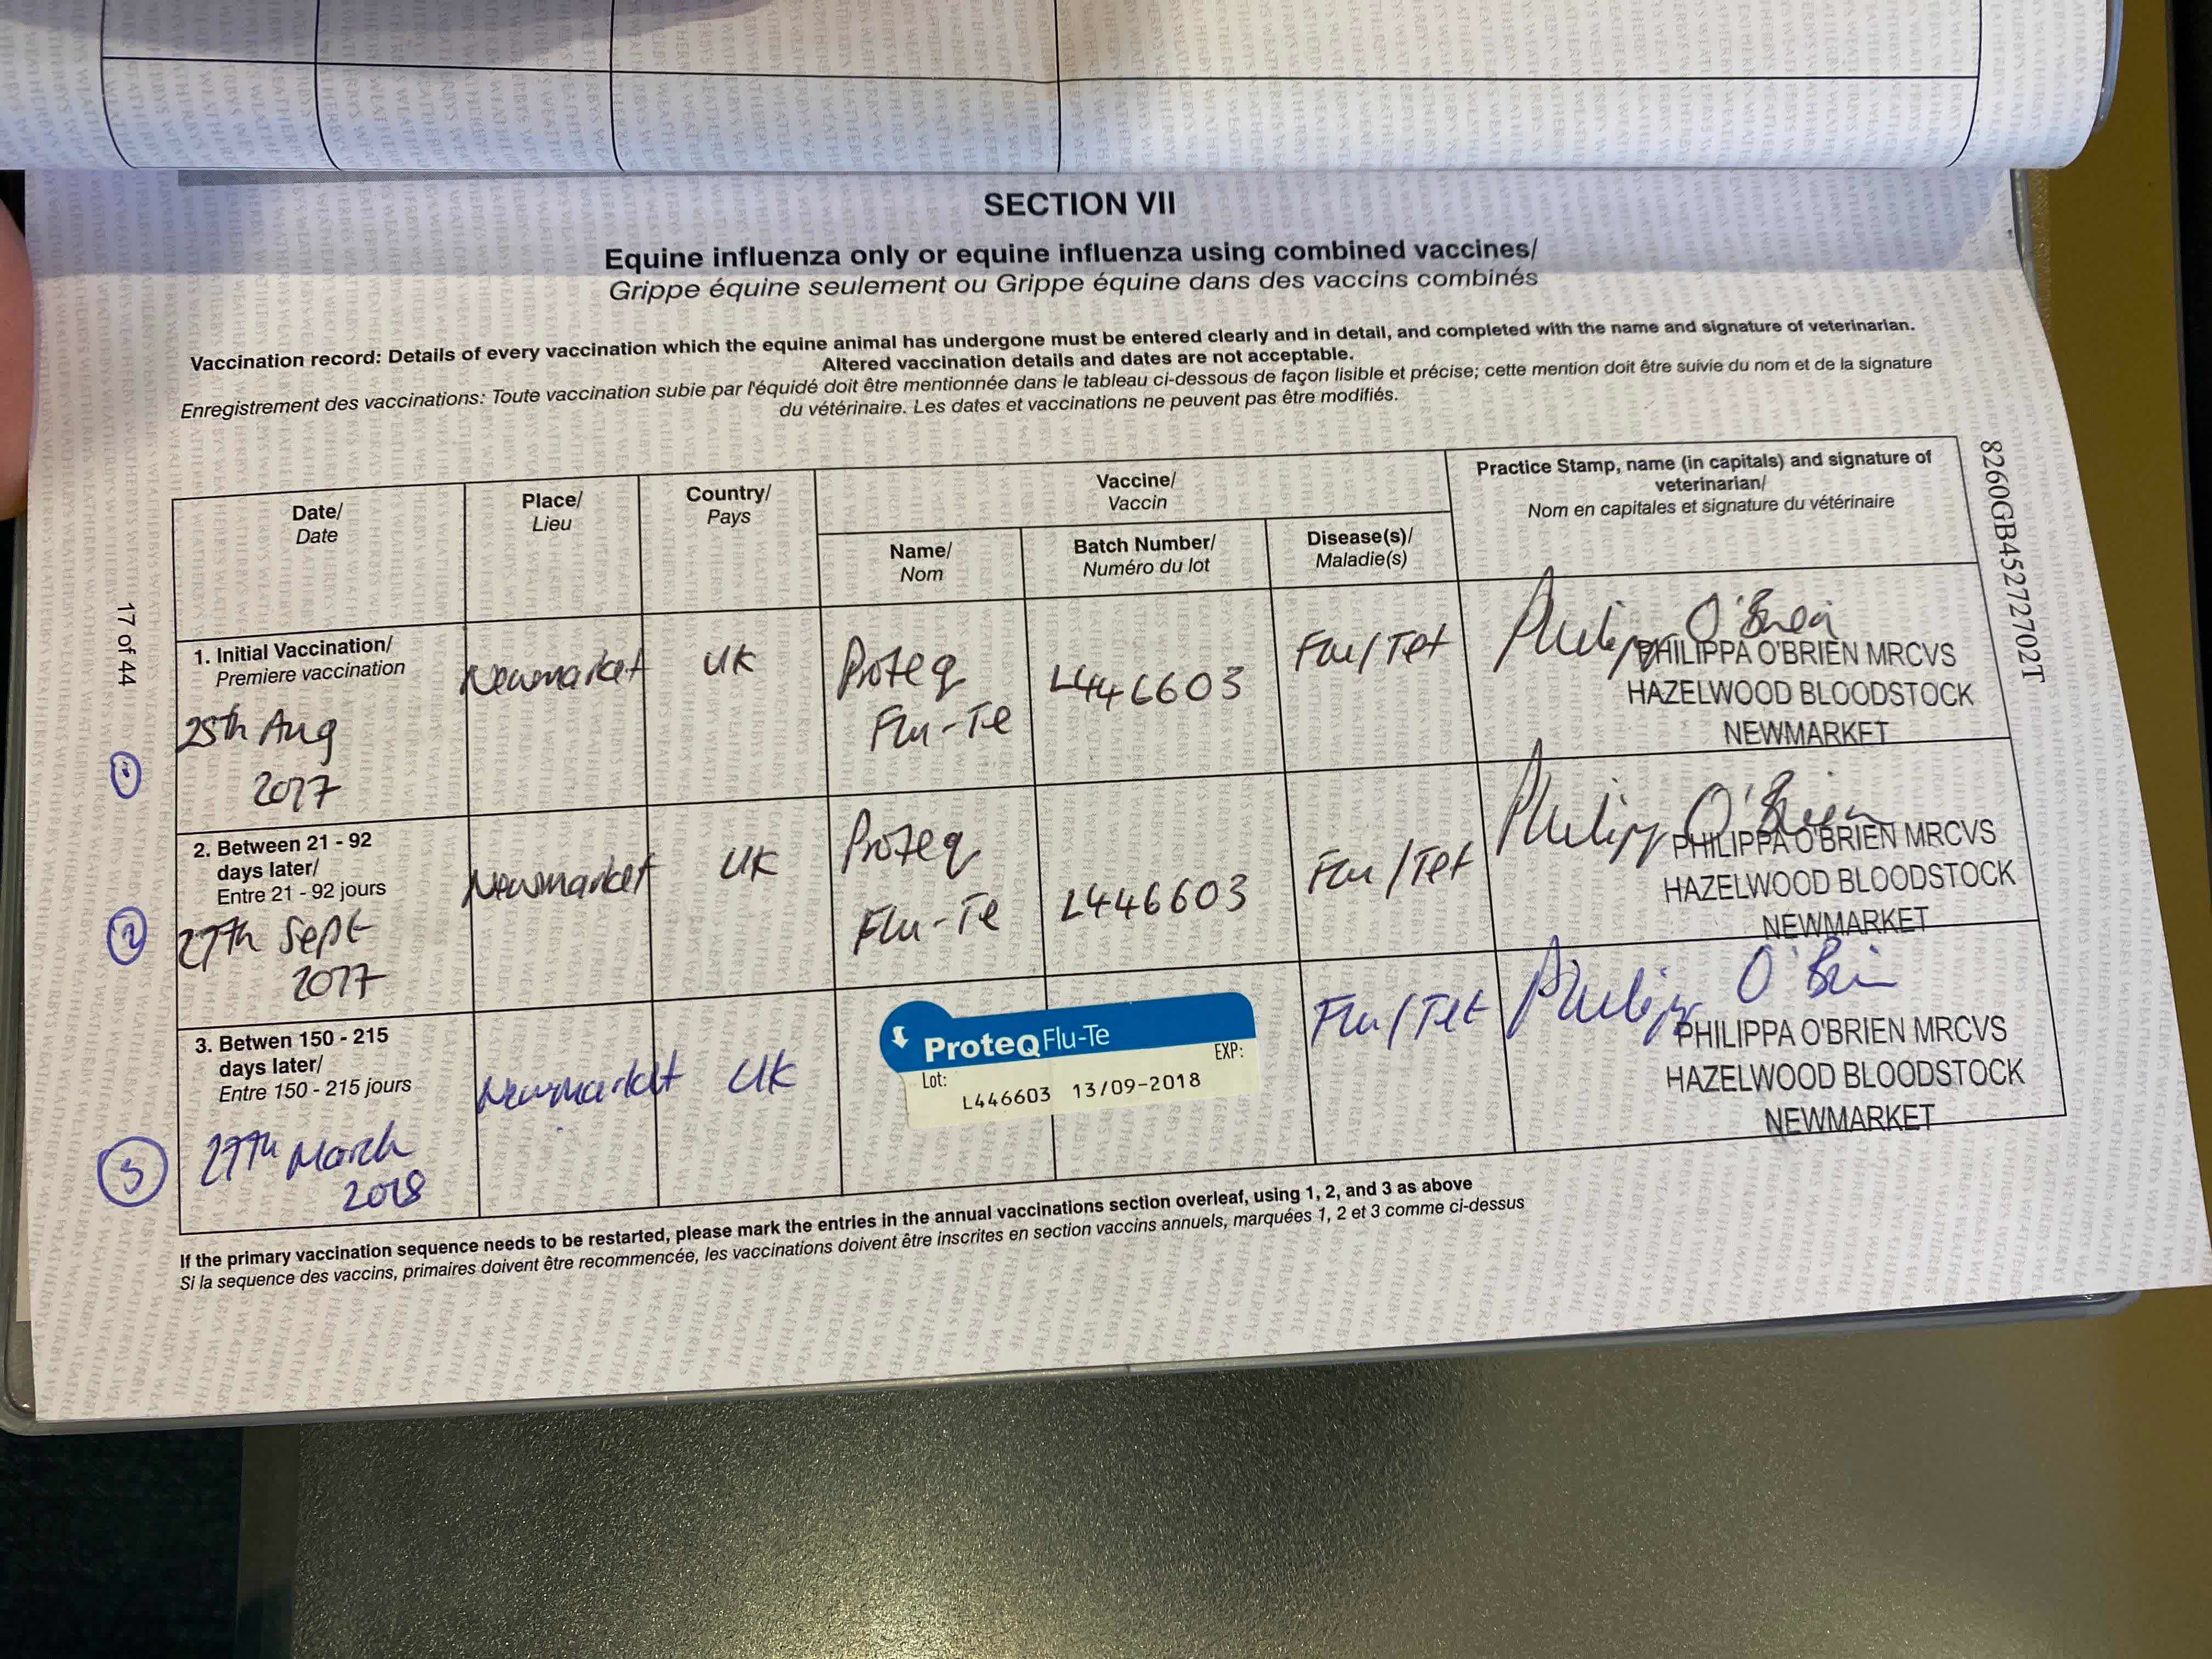 SECTION VII
Equine influenza only or equine influenza using combined vaccines/
Grippe équine seulement ou Grippe équine dans des vaccins combinés
Vaccination record: Details of every vaccination which the equine animal has undergone must be entered clearly and in detail, and completed with the name and signature of veterinarian.
Altered vaccination details and dates are not acceptable.
Enregistrement des vaccinations: Toute vaccination subie par l'équidé doit être mentionnée dans le tableau ci-dessous de façon lisible et précise; cette mention doit être suivie du nom et de la signature
du vétérinaire. Les dates et vaccinations ne peuvent pas être modifiés.
Date/
Date
Place/
Lieu
Country/
Pays
Vaccine/
Vaccin
Name/
Nom
Batch Number/
Numéro du lot
Disease(s)/
Maladie(s)
Practice Stamp, name (in capitals) and signature of
veterinarian/
Nom en capitales et signature du vétérinaire
1. Initial Vaccination/
Premiere vaccination
25th Aug
2017
Newmarket
UK
Proteq
Flu-Te
L446603
Flu/Tet
Philippa O'Brien
PHILIPPA O'BRIEN MRCVS
HAZELWOOD BLOODSTOCK
NEWMARKET
1
2. Between 21 - 92
days later/
Entre 21 - 92 jours
27th Sept
2017
Newmarket
UK
Proteq
Flu-Te
L446603
Flu/Tet
Philippa O'Brien
PHILIPPA O'BRIEN MRCVS
HAZELWOOD BLOODSTOCK
NEWMARKET
2
3. Betwen 150 - 215
days later/
Entre 150 - 215 jours
27th March
2018
Newmarket
UK
ProteQ Flu-Te
Lot:
EXP:
L446603 13/09-2018
Flu/Tet
Philippa O'Brien
PHILIPPA O'BRIEN MRCVS
HAZELWOOD BLOODSTOCK
NEWMARKET
3
If the primary vaccination sequence needs to be restarted, please mark the entries in the annual vaccinations section overleaf, using 1, 2, and 3 as above
Si la sequence des vaccins, primaires doivent être recommencée, les vaccinations doivent être inscrites en section vaccins annuels, marquées 1, 2 et 3 comme ci-dessus
17 of 44
8260GB45272702T